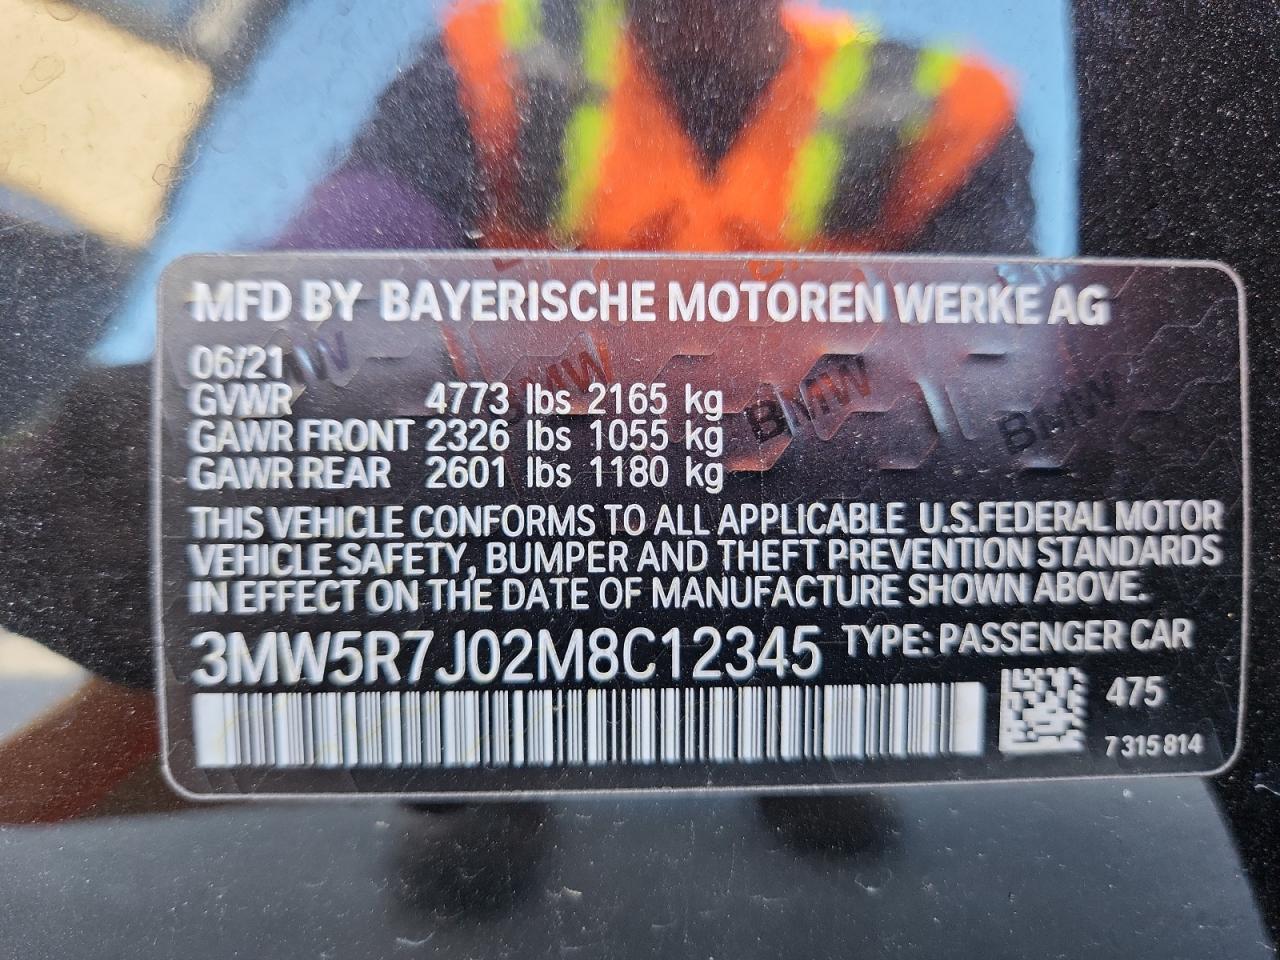 MFD BY BAYERISCHE MOTOREN WERKE AG
06/21
GVWR 4773 lbs 2165 kg
GAWR FRONT 2326 lbs 1055 kg
GAWR REAR 2601 lbs 1180 kg
THIS VEHICLE CONFORMS TO ALL APPLICABLE U.S.FEDERAL MOTOR
VEHICLE SAFETY, BUMPER AND THEFT PREVENTION STANDARDS
IN EFFECT ON THE DATE OF MANUFACTURE SHOWN ABOVE.
3MW5R7J02M8C12345 TYPE: PASSENGER CAR
475
7 315 814
BMW
BMW
BMW